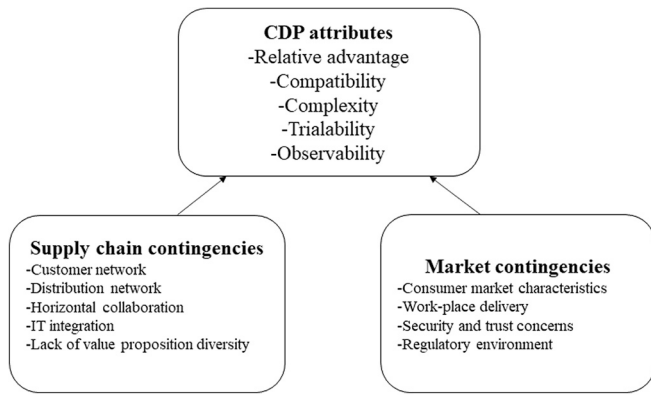 CDP attributes
-Relative advantage
-Compatibility
-Complexity
-Trialability
-Observability
Supply chain contingencies
-Customer network
-Distribution network
-Horizontal collaboration
-IT integration
-Lack of value proposition diversity
Market contingencies
-Consumer market characteristics
-Work-place delivery
-Security and trust concerns
-Regulatory environment